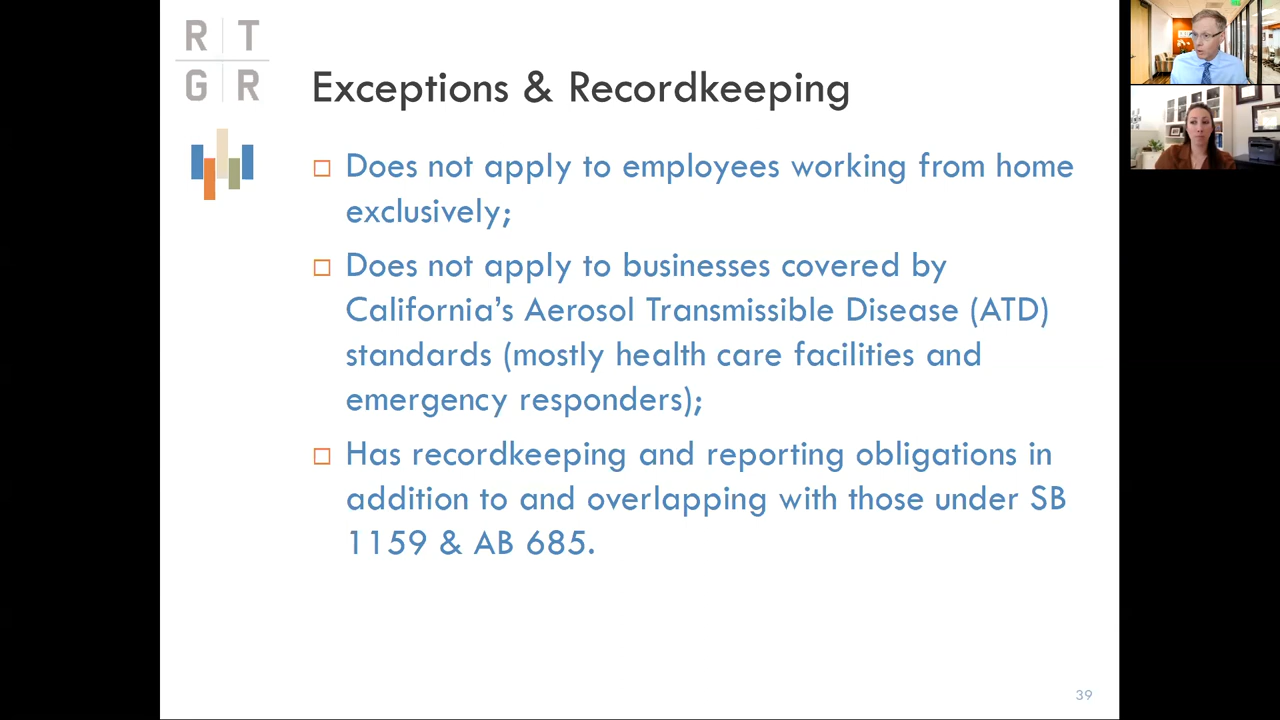 R T
G R
Exceptions & Recordkeeping
Does not apply to employees working from home
exclusively;
Does not apply to businesses covered by
California’s Aerosol Transmissible Disease (ATD)
standards (mostly health care facilities and
emergency responders);
Has recordkeeping and reporting obligations in
addition to and overlapping with those under SB
1159 & AB 685.
39